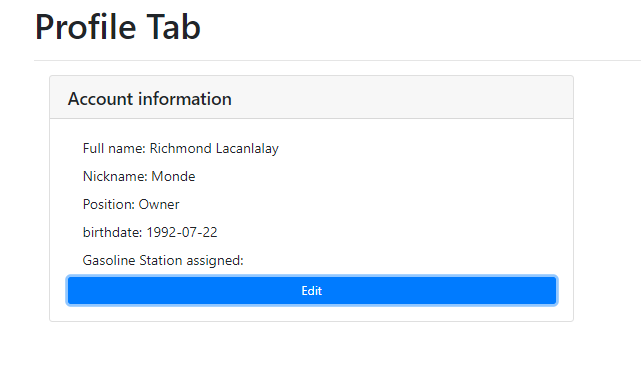 Profile Tab
Account information
Full name: Richmond Lacanlalay
Nickname: Monde
Position: Owner
birthdate: 1992-07-22
Gasoline Station assigned:
Edit